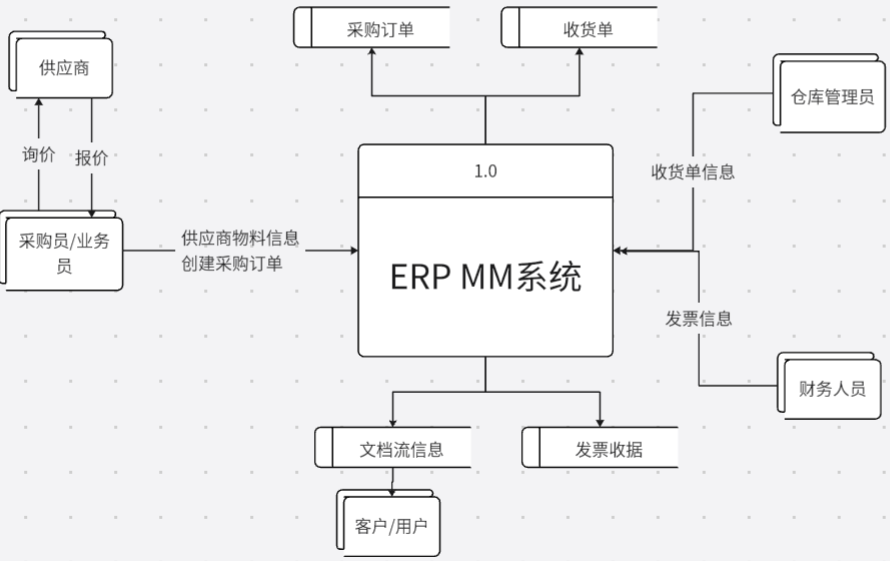 采购订单
收货单
供应商
仓库管理员
询价
报价
1.0
收货单信息
采购员/业务
员
供应商物料信息
创建采购订单
ERP MM系统
发票信息
财务人员
文档流信息
发票收据
客户/用户